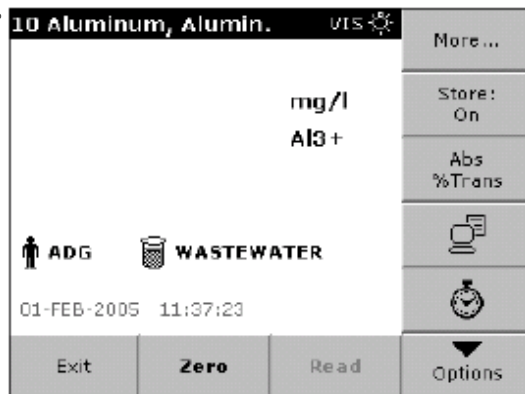 10 Aluminum, Alumin. VIS
mg/l
Al3+
ADG WASTEWATER
01-FEB-2005 11:37:23
Exit Zero Read
More...
Store:
On
Abs
%Trans
Options